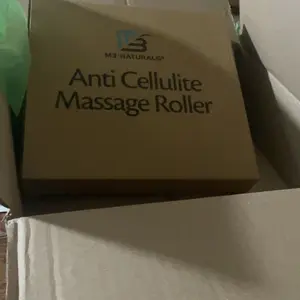 M3 NATURALS®
Anti Cellulite
Massage Roller